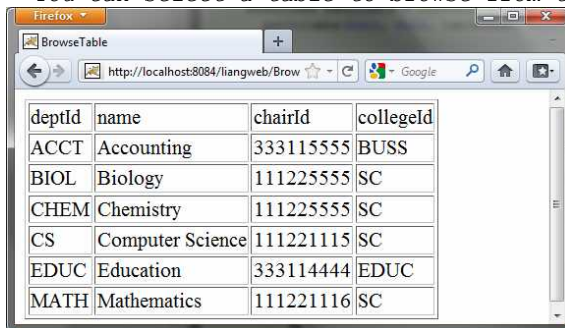 Firefox
BrowseTable
http://localhost:8084/liangweb/Brow
Google
deptId name chairId collegeId
ACCT Accounting 333115555 BUSS
BIOL Biology 111225555 SC
CHEM Chemistry 111225555 SC
CS Computer Science 111221115 SC
EDUC Education 333114444 EDUC
MATH Mathematics 111221116 SC